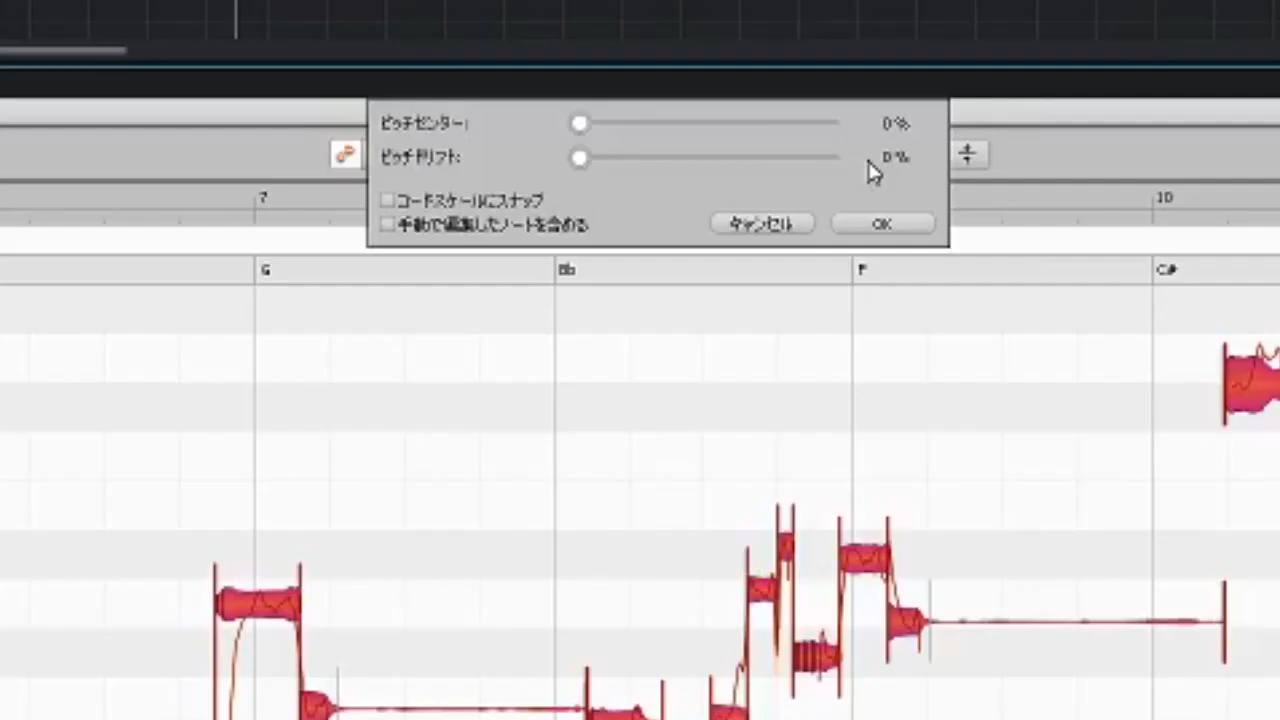 ピッチセンター: 0 %
ピッチドリフト: 0 %
コードスケールにスナップ
手動で編集したノートを含める キャンセル OK
7 10
G Bb F C#